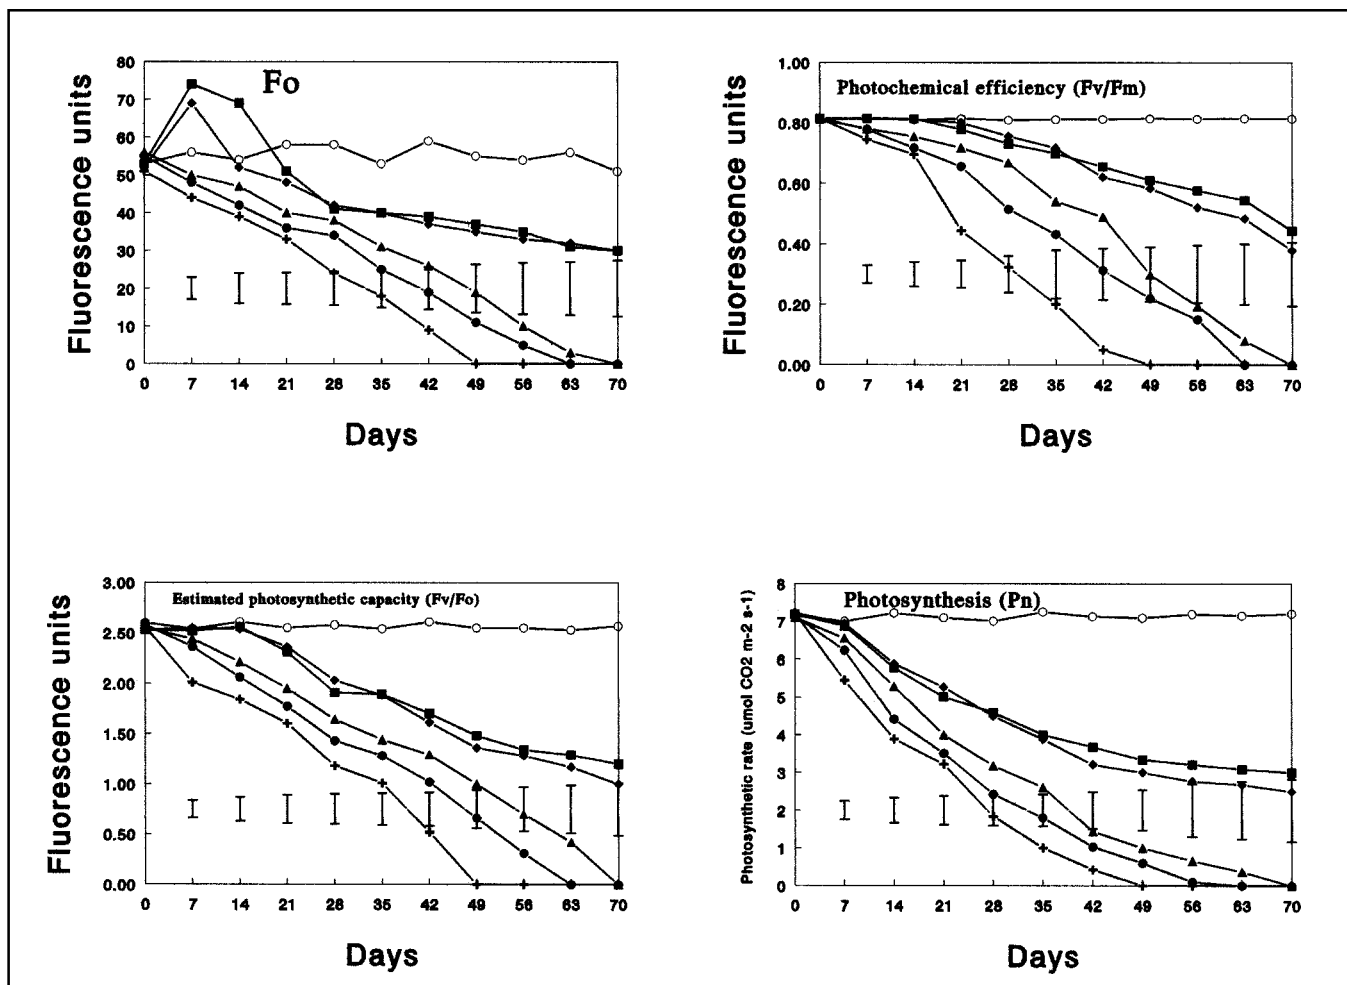 Fo
Fluorescence units
80
70
60
50
40
30
20
10
0
0 7 14 21 28 35 42 49 56 63 70
Days
Photochemical efficiency (Fv/Fm)
Fluorescence units
1.00
0.80
0.60
0.40
0.20
0.00
0 7 14 21 28 35 42 49 56 63 70
Days
Estimated photosynthetic capacity (Fv/Fo)
Fluorescence units
3.00
2.50
2.00
1.50
1.00
0.50
0.00
0 7 14 21 28 35 42 49 56 63 70
Days
Photosynthesis (Pn)
Photosynthetic rate (umol CO2 m-2 s-1)
8
7
6
5
4
3
2
1
0
0 7 14 21 28 35 42 49 56 63 70
Days